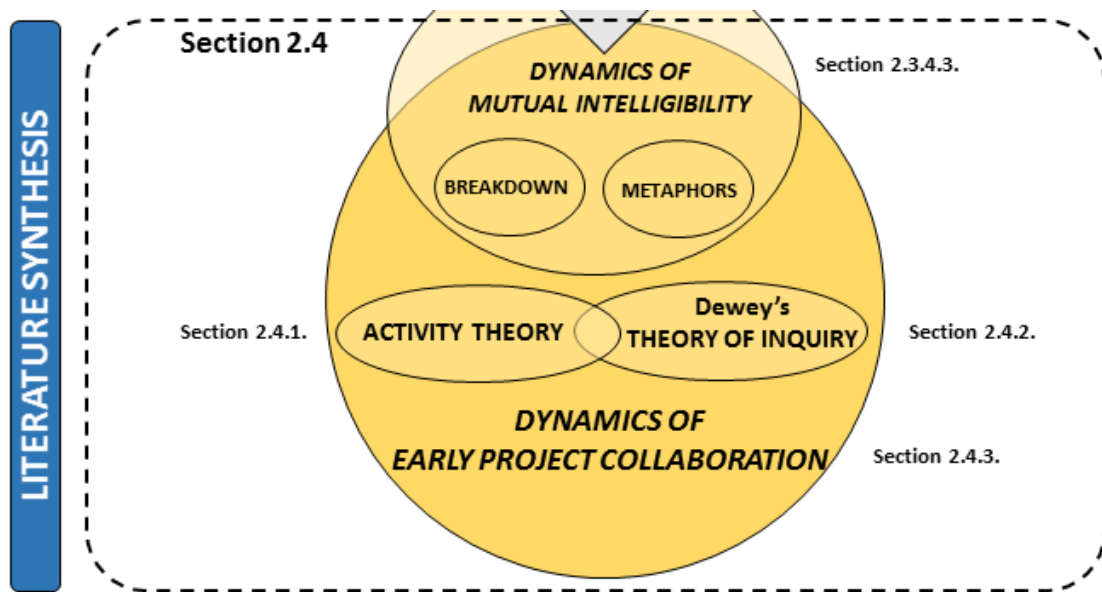 LITERATURE SYNTHESIS
Section 2.4
Section 2.3.4.3.
DYNAMICS OF
MUTUAL INTELLIGIBILITY
BREAKDOWN
METAPHORS
Section 2.4.1.
ACTIVITY THEORY
Dewey’s
THEORY OF INQUIRY
Section 2.4.2.
DYNAMICS OF
EARLY PROJECT COLLABORATION
Section 2.4.3.